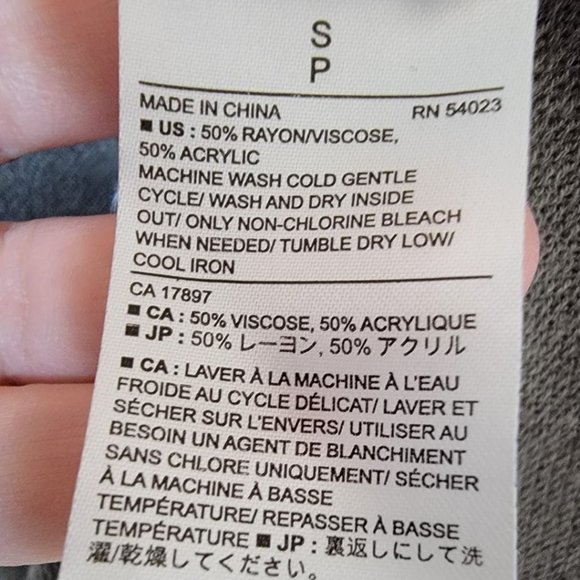 S
P
MADE IN CHINA RN 54023
■ US : 50% RAYON/VISCOSE,
50% ACRYLIC
MACHINE WASH COLD GENTLE
CYCLE/ WASH AND DRY INSIDE
OUT/ ONLY NON-CHLORINE BLEACH
WHEN NEEDED/ TUMBLE DRY LOW/
COOL IRON
CA 17897
■ CA : 50% VISCOSE, 50% ACRYLIQUE
■ JP : 50% レーヨン, 50% アクリル
■ CA : LAVER À LA MACHINE À L'EAU
FROIDE AU CYCLE DÉLICAT/ LAVER ET
SÉCHER SUR L'ENVERS/ UTILISER AU
BESOIN UN AGENT DE BLANCHIMENT
SANS CHLORE UNIQUEMENT/ SÉCHER
À LA MACHINE À BASSE
TEMPÉRATURE/ REPASSER À BASSE
TEMPÉRATURE ■ JP : 裏返しにして洗
濯/乾燥してください。